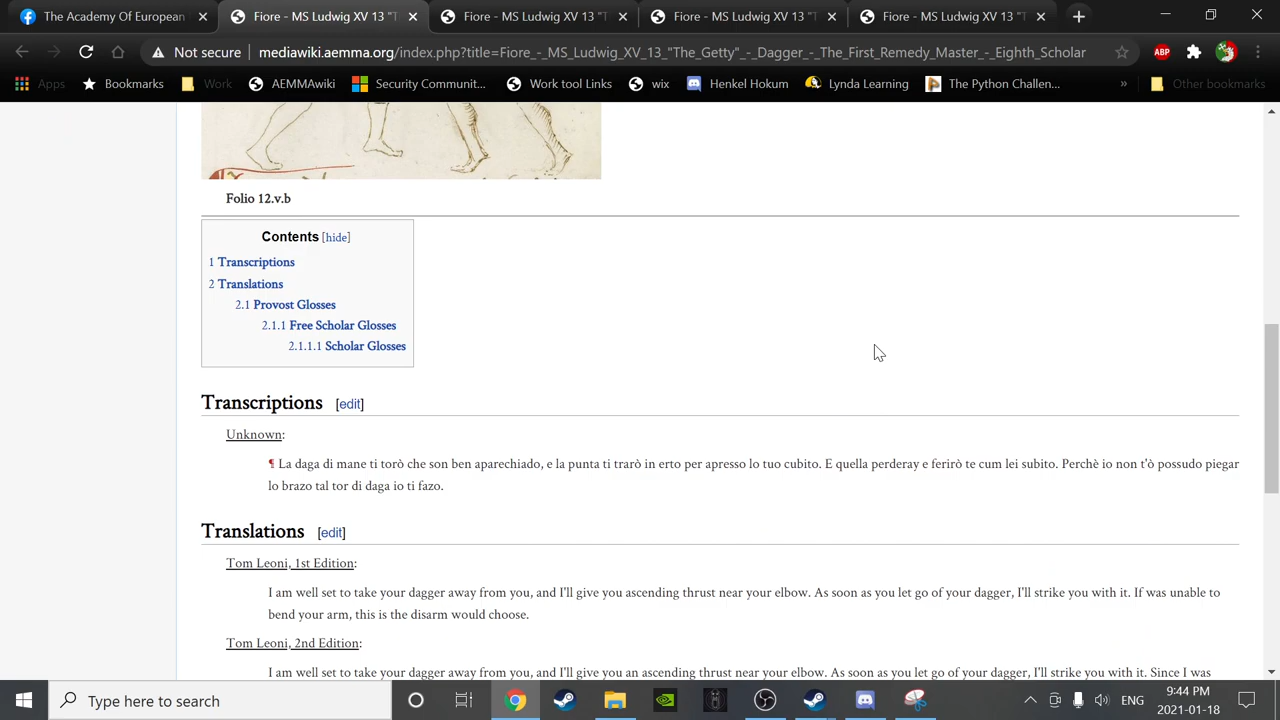 The Academy Of European
Fiore - MS Ludwig XV 13 "T
Fiore - MS Ludwig XV 13 "T
Fiore - MS Ludwig XV 13 "T
Fiore - MS Ludwig XV 13 "T
Not secure
mediawiki.aemma.org/index.php?title=Fiore_-_MS_Ludwig_XV_13_"The_Getty"_-_Dagger_-_The_First_Remedy_Master_-_Eighth_Scholar
ABP
Apps
Bookmarks
Work
AEMMAwiki
Security Communit...
Work tool Links
wix
Henkel Hokum
Lynda Learning
The Python Challen...
»
Other bookmarks
Folio 12.v.b
Contents [hide]
1 Transcriptions
2 Translations
2.1 Provost Glosses
2.1.1 Free Scholar Glosses
2.1.1.1 Scholar Glosses
Transcriptions [edit]
Unknown:
¶ La daga di mane ti torò che son ben aparechiado, e la punta ti trarò in erto per apresso lo tuo cubito. E quella perderay e ferirò te cum lei subito. Perchè io non t'ò possudo piegar
lo brazo tal tor di daga io ti fazo.
Translations [edit]
Tom Leoni, 1st Edition:
I am well set to take your dagger away from you, and I'll give you ascending thrust near your elbow. As soon as you let go of your dagger, I'll strike you with it. If was unable to
bend your arm, this is the disarm would choose.
Tom Leoni, 2nd Edition:
I am well set to take your dagger away from you, and I'll give you an ascending thrust near your elbow. As soon as you let go of your dagger, I'll strike you with it. Since I was
Type here to search
ENG
9:44 PM
2021-01-18